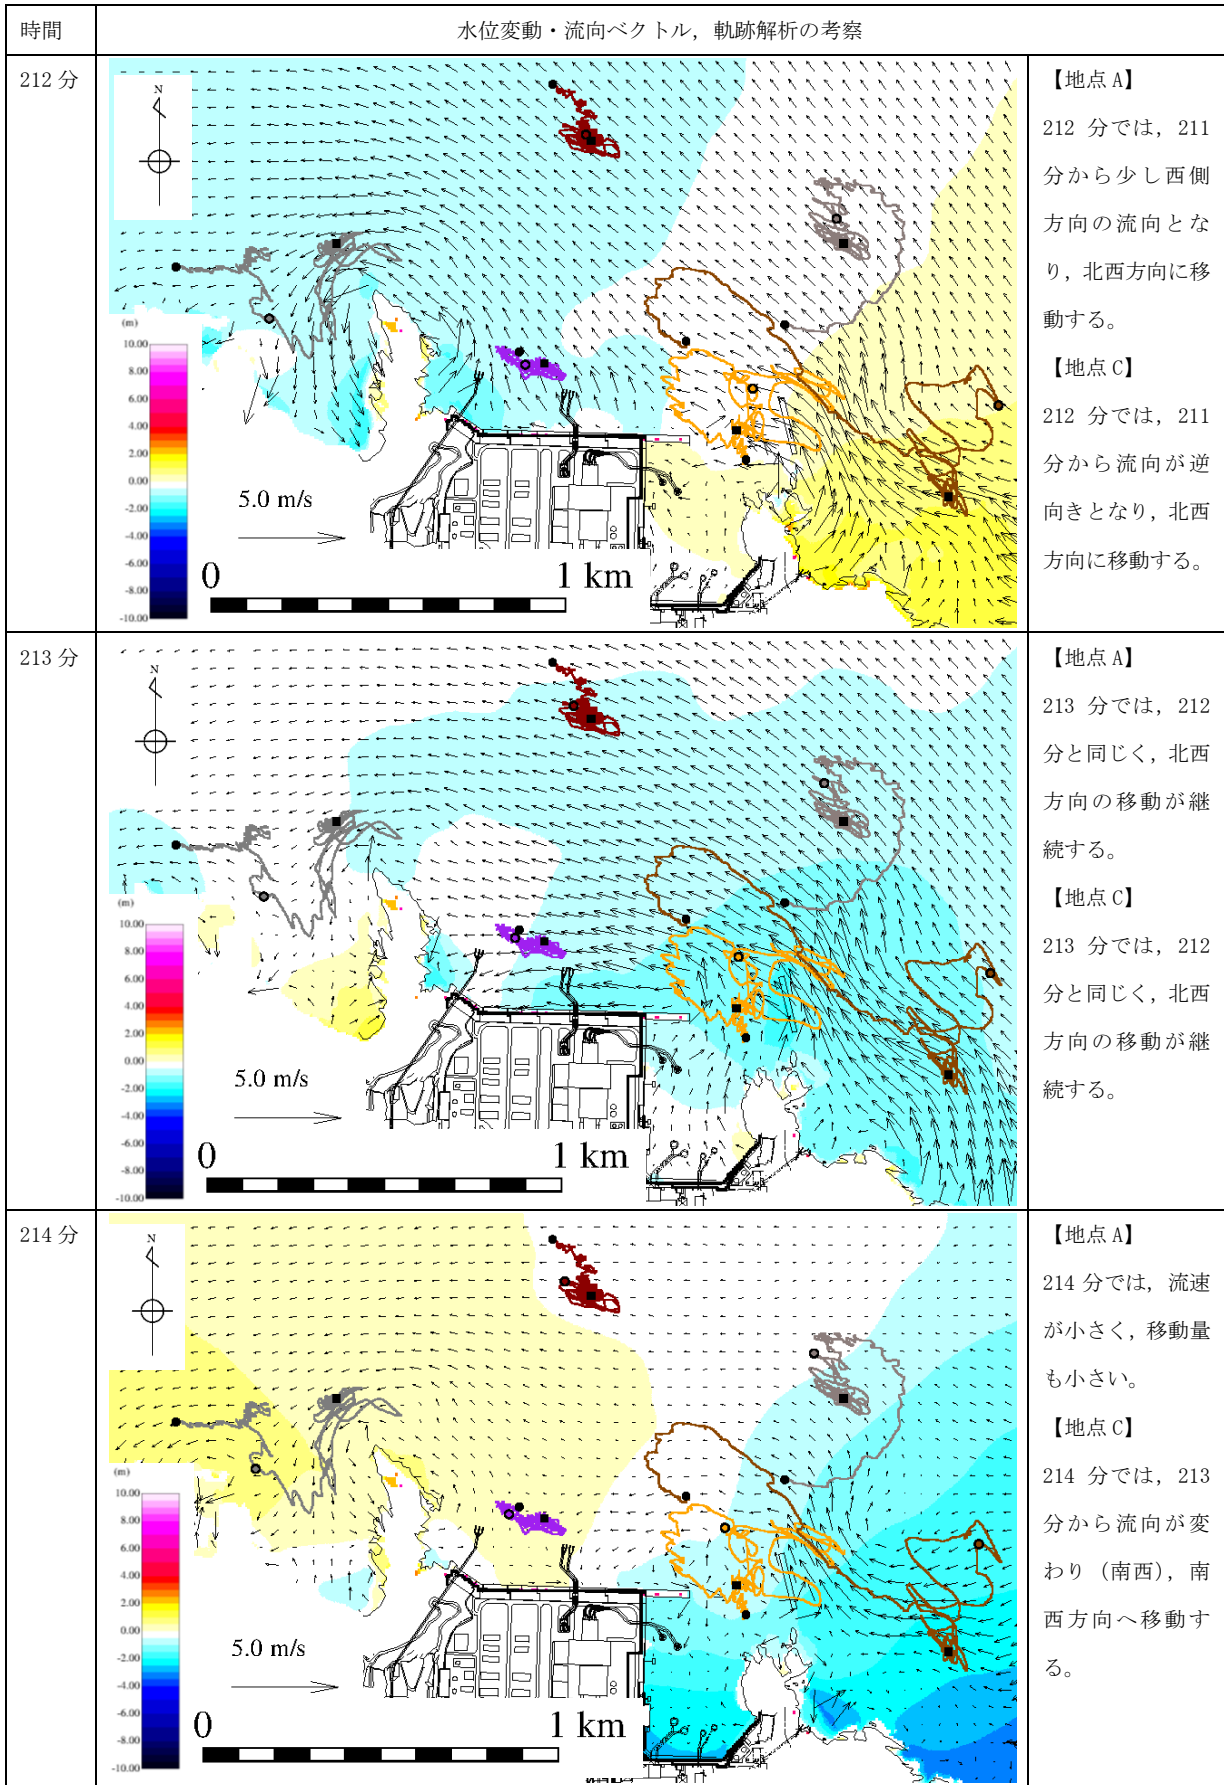 時間
水位変動・流向ベクトル，軌跡解析の考察
212 分
N
(m)
10.00
8.00
6.00
4.00
2.00
0.00
-2.00
-4.00
-6.00
-8.00
-10.00
5.0 m/s
0
1 km
【地点 A】
212 分では，211
分から少し西側
方向の流向とな
り，北西方向に移
動する。
【地点 C】
212 分では，211
分から流向が逆
向きとなり，北西
方向に移動する。
213 分
N
(m)
10.00
8.00
6.00
4.00
2.00
0.00
-2.00
-4.00
-6.00
-8.00
-10.00
5.0 m/s
0
1 km
【地点 A】
213 分では，212
分と同じく，北西
方向の移動が継
続する。
【地点 C】
213 分では，212
分と同じく，北西
方向の移動が継
続する。
214 分
N
(m)
10.00
8.00
6.00
4.00
2.00
0.00
-2.00
-4.00
-6.00
-8.00
-10.00
5.0 m/s
0
1 km
【地点 A】
214 分では，流速
が小さく，移動量
も小さい。
【地点 C】
214 分では，213
分から流向が変
わり（南西），南
西方向へ移動す
る。